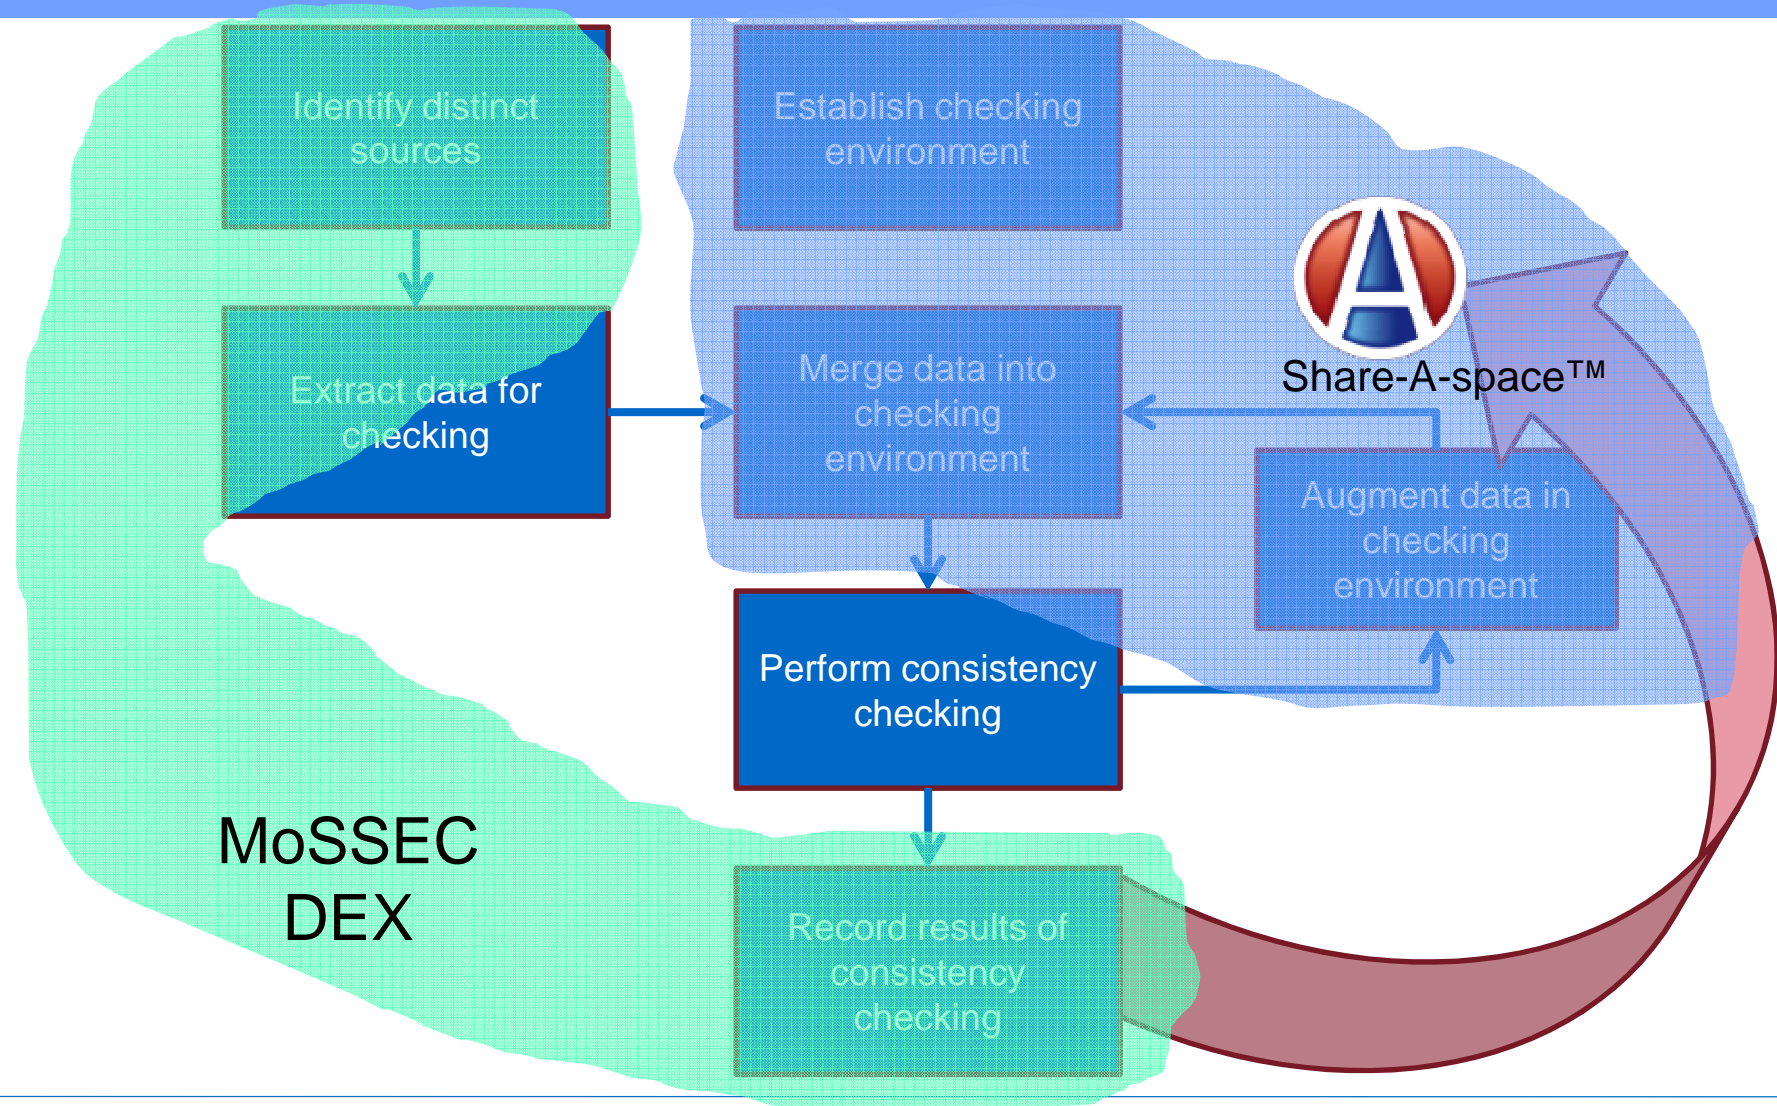 Identify distinct
sources
Establish checking
environment
Extract data for
checking
Merge data into
checking
environment
Share-A-space™
Augment data in
checking
environment
Perform consistency
checking
MoSSEC
DEX
Record results of
consistency
checking